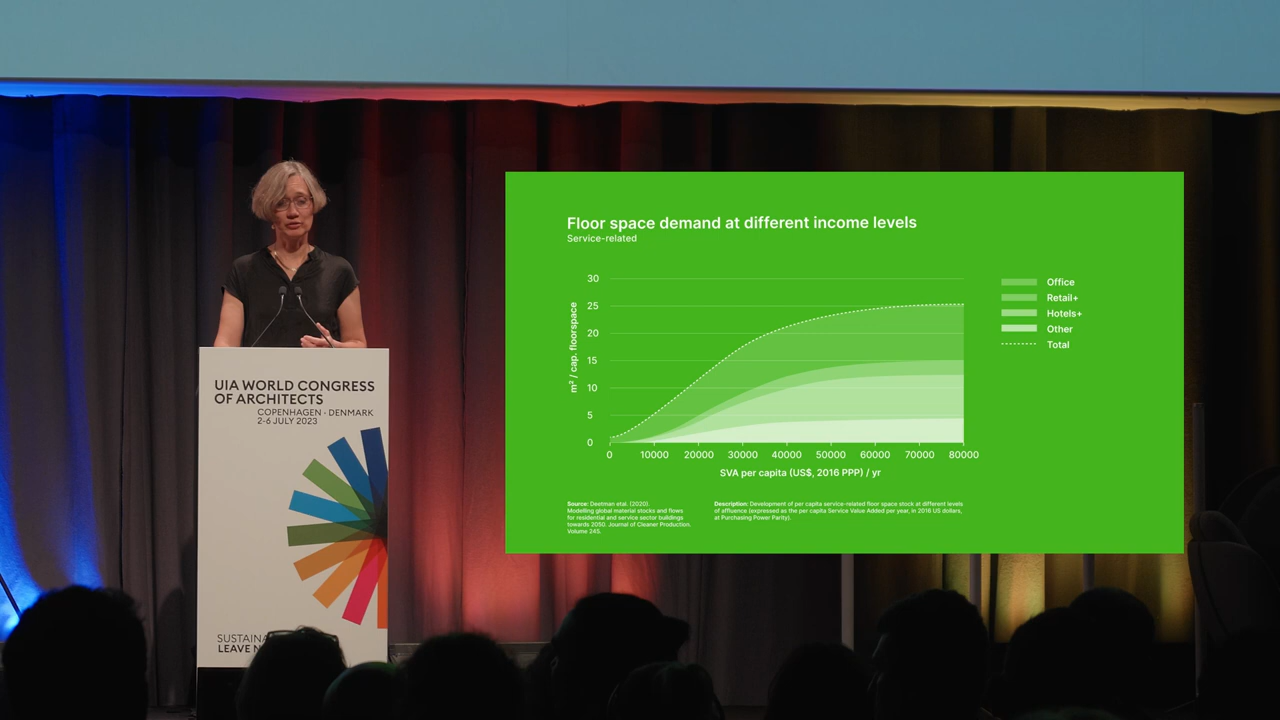 UIA WORLD CONGRESS
OF ARCHITECTS
COPENHAGEN · DENMARK
2-6 JULY 2023
SUSTAINA
LEAVE N
Floor space demand at different income levels
Service-related
m² / cap. floorspace
30
25
20
15
10
5
0
0 10000 20000 30000 40000 50000 60000 70000 80000
SVA per capita (US$, 2016 PPP) / yr
Office
Retail+
Hotels+
Other
Total
Source: Deetman etal. (2020).
Modelling global material stocks and flows
for residential and service sector buildings
towards 2050. Journal of Cleaner Production.
Volume 245.
Description: Development of per capita service-related floor space stock at different levels
of affluence (expressed as the per capita Service Value Added per year, in 2016 US dollars,
at Purchasing Power Parity).